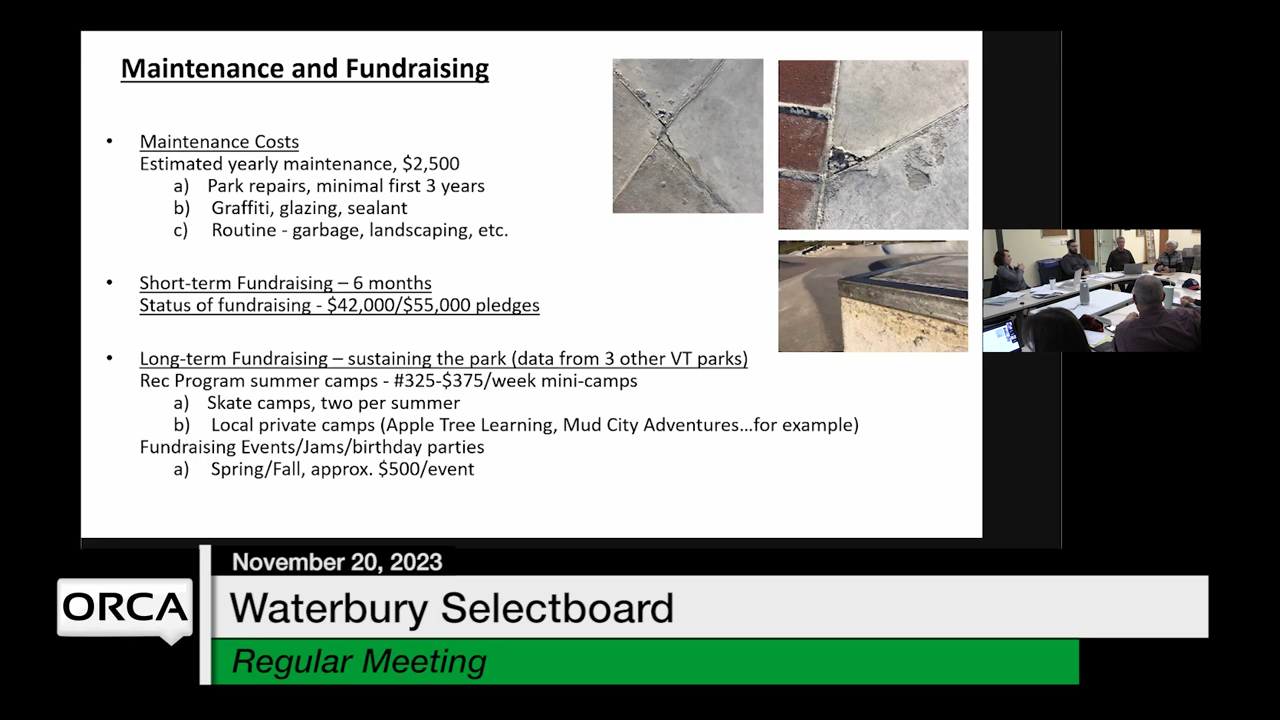 Maintenance and Fundraising
• Maintenance Costs
Estimated yearly maintenance, $2,500
a) Park repairs, minimal first 3 years
b) Graffiti, glazing, sealant
c) Routine - garbage, landscaping, etc.
• Short-term Fundraising – 6 months
Status of fundraising - $42,000/$55,000 pledges
• Long-term Fundraising – sustaining the park (data from 3 other VT parks)
Rec Program summer camps - #325-$375/week mini-camps
a) Skate camps, two per summer
b) Local private camps (Apple Tree Learning, Mud City Adventures...for example)
Fundraising Events/Jams/birthday parties
a) Spring/Fall, approx. $500/event
November 20, 2023
ORCA
Waterbury Selectboard
Regular Meeting